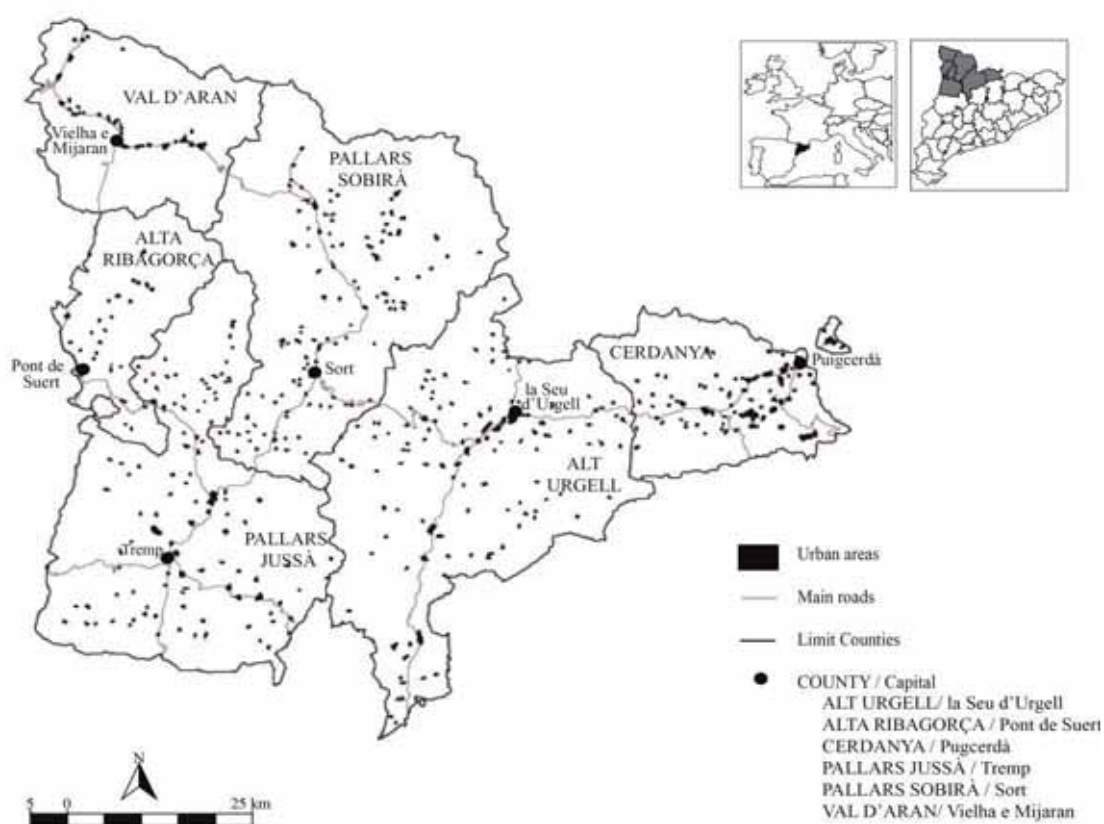 VAL D'ARAN
Vielha e
Mijaran
PALLARS
SOBIRÀ
ALTA
RIBAGORÇA
Pont de
Suert
Sort
CERDANYA
Puigcerdà
la Seu
d'Urgell
ALT
URGELL
Tremp
PALLARS
JUSSÀ
Urban areas
Main roads
Limit Counties
COUNTY / Capital
ALT URGELL/ la Seu d'Urgell
ALTA RIBAGORÇA / Pont de Suert
CERDANYA / Pugcerdà
PALLARS JUSSÀ / Tremp
PALLARS SOBIRÀ / Sort
VAL D'ARAN/ Vielha e Mijaran
N
5 0 25 km